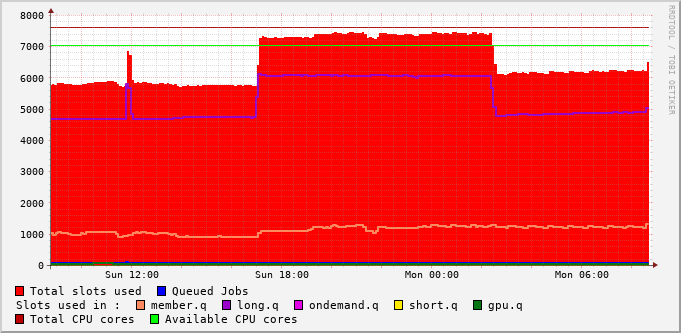 8000
7000
6000
5000
4000
3000
2000
1000
0
Sun 12:00 Sun 18:00 Mon 00:00 Mon 06:00
RRDTOOL / TOBI OETIKER
Total slots used Queued Jobs
Slots used in : member.q long.q ondemand.q short.q gpu.q
Total CPU cores Available CPU cores